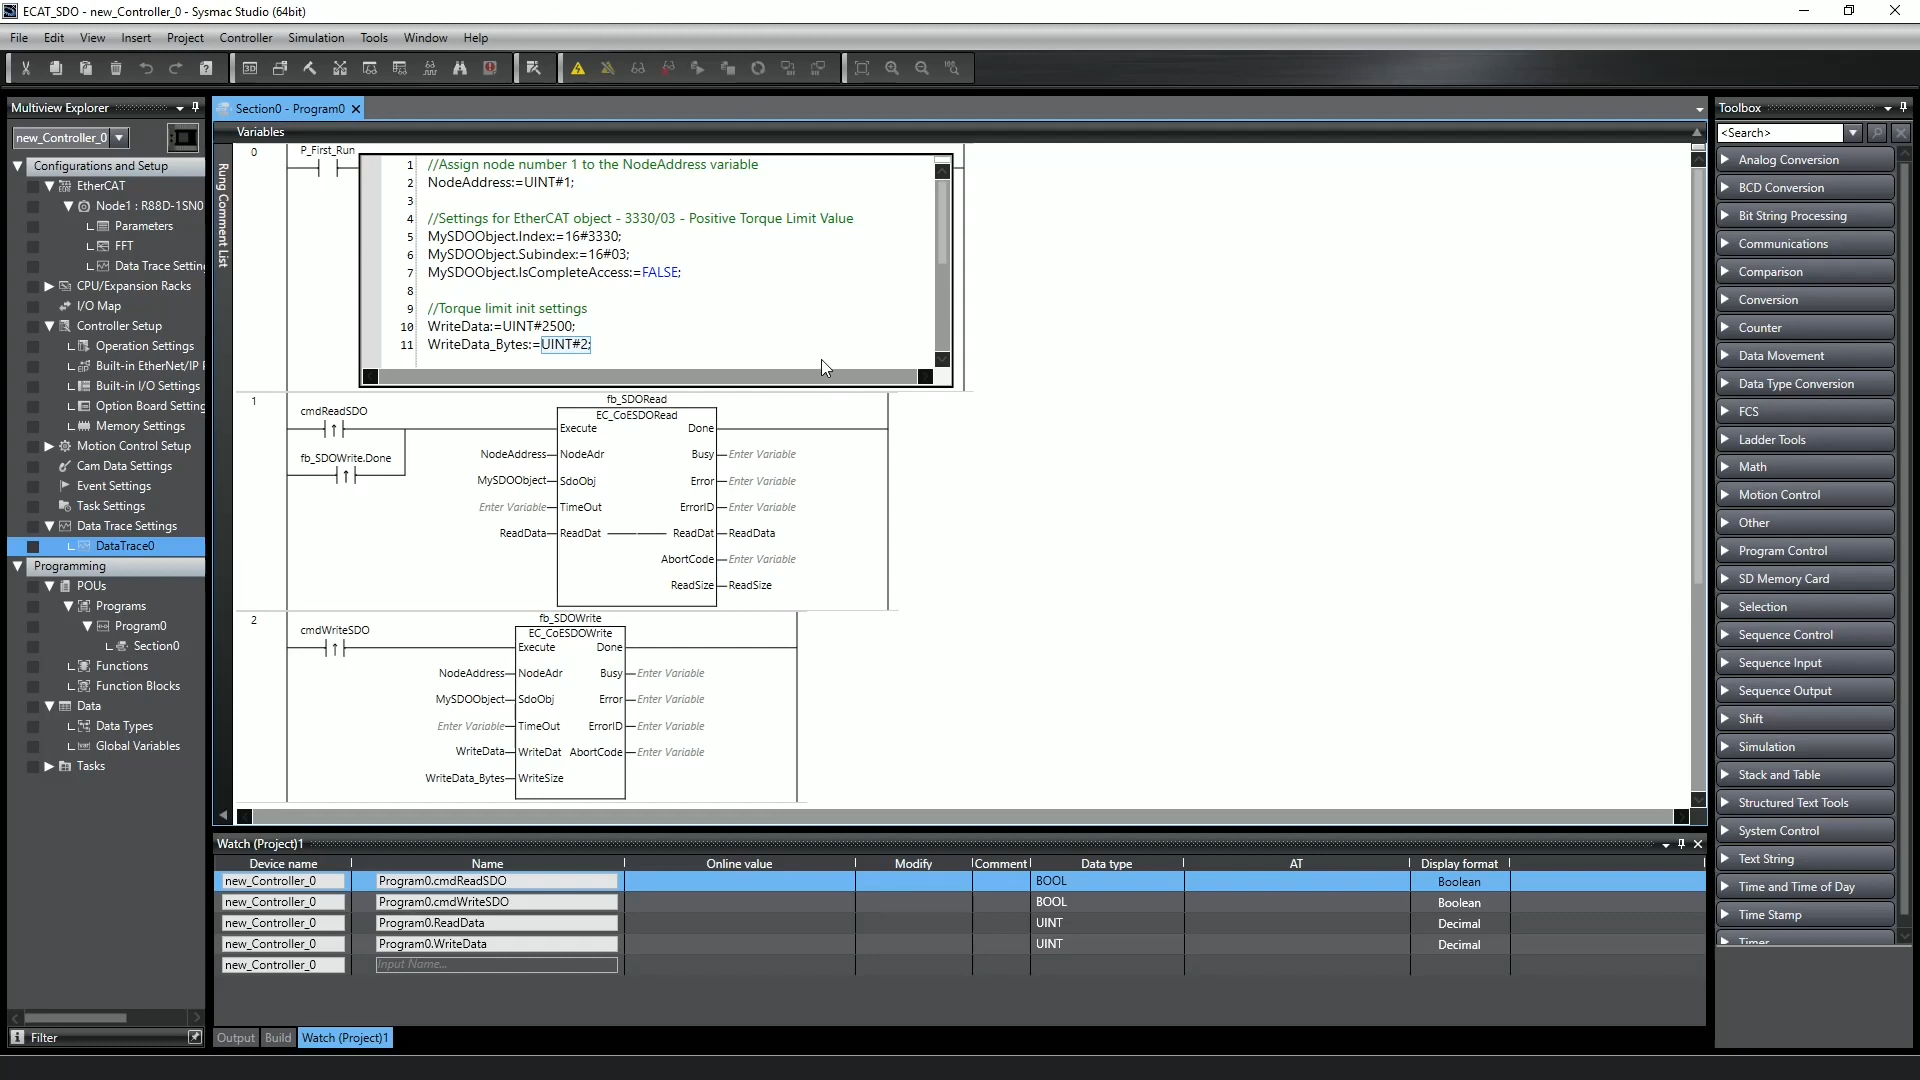 ECAT_SDO - new_Controller_0 - Sysmac Studio (64bit)
File Edit View Insert Project Controller Simulation Tools Window Help
Multiview Explorer
new_Controller_0
Configurations and Setup
EtherCAT
Node1 : R88D-1SN0
Parameters
FFT
Data Trace Settin
CPU/Expansion Racks
I/O Map
Controller Setup
Operation Settings
Built-in EtherNet/IP
Built-in I/O Settings
Option Board Setting
Memory Settings
Motion Control Setup
Cam Data Settings
Event Settings
Task Settings
Data Trace Settings
DataTrace0
Programming
POUs
Programs
Program0
Section0
Functions
Function Blocks
Data
Data Types
Global Variables
Tasks
Filter
Section0 - Program0
Variables
Rung Comment List
0
P_First_Run
1 //Assign node number 1 to the NodeAddress variable
2 NodeAddress:=UINT#1;
3
4 //Settings for EtherCAT object - 3330/03 - Positive Torque Limit Value
5 MySDOObject.Index:=16#3330;
6 MySDOObject.Subindex:=16#03;
7 MySDOObject.IsCompleteAccess:=FALSE;
8
9 //Torque limit init settings
10 WriteData:=UINT#2500;
11 WriteData_Bytes:=UINT#2;
1
fb_SDORead
cmdReadSDO EC_CoESDORead
Execute Done
fb_SDOWrite.Done NodeAddress NodeAdr Busy Enter Variable
MySDOObject SdoObj Error Enter Variable
Enter Variable TimeOut ErrorID Enter Variable
ReadData ReadDat ReadDat ReadData
AbortCode Enter Variable
ReadSize ReadSize
2
fb_SDOWrite
cmdWriteSDO EC_CoESDOWrite
Execute Done
NodeAddress NodeAdr Busy Enter Variable
MySDOObject SdoObj Error Enter Variable
Enter Variable TimeOut ErrorID Enter Variable
WriteData WriteDat AbortCode Enter Variable
WriteData_Bytes WriteSize
Watch (Project)1
Device name Name Online value Modify Comment Data type AT Display format
new_Controller_0 Program0.cmdReadSDO BOOL Boolean
new_Controller_0 Program0.cmdWriteSDO BOOL Boolean
new_Controller_0 Program0.ReadData UINT Decimal
new_Controller_0 Program0.WriteData UINT Decimal
new_Controller_0 Input Name...
Output Build Watch (Project)1
Toolbox
<Search>
Analog Conversion
BCD Conversion
Bit String Processing
Communications
Comparison
Conversion
Counter
Data Movement
Data Type Conversion
FCS
Ladder Tools
Math
Motion Control
Other
Program Control
SD Memory Card
Selection
Sequence Control
Sequence Input
Sequence Output
Shift
Simulation
Stack and Table
Structured Text Tools
System Control
Text String
Time and Time of Day
Time Stamp
Timer